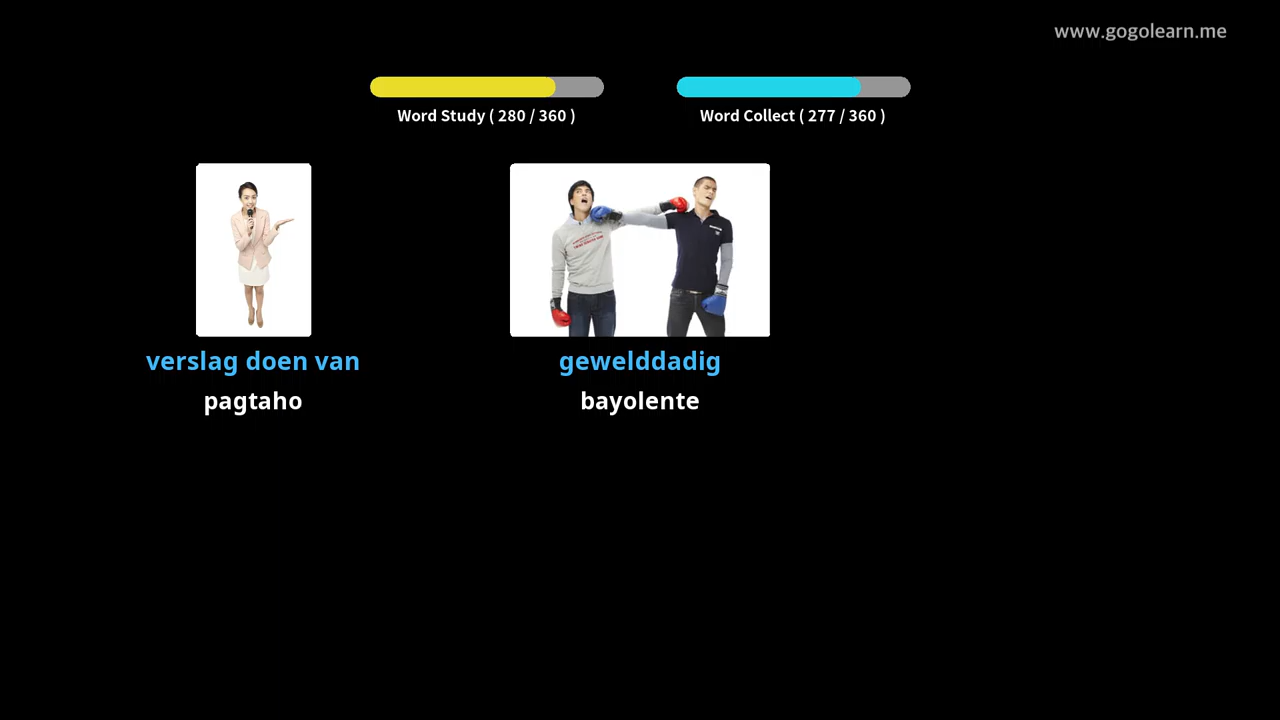 www.gogolearn.me
Word Study ( 280 / 360 )
Word Collect ( 277 / 360 )
verslag doen van
pagtaho
gewelddadig
bayolente